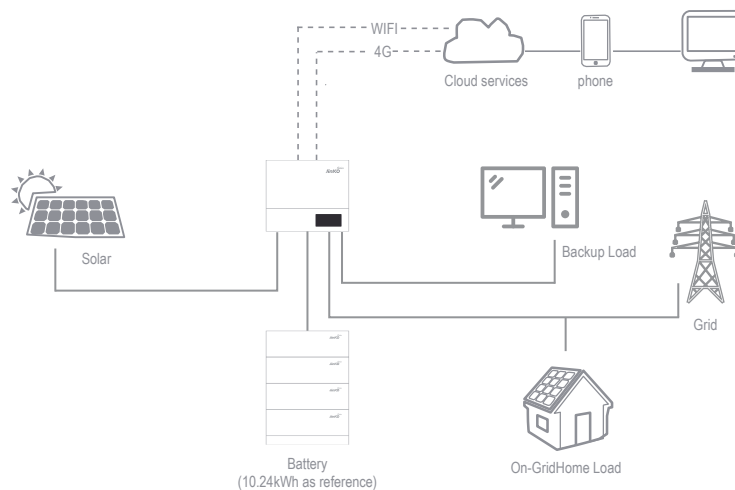 WIFI
4G
Cloud services
phone
Solar
Backup Load
Grid
Battery
(10.24kWh as reference)
On-GridHome Load